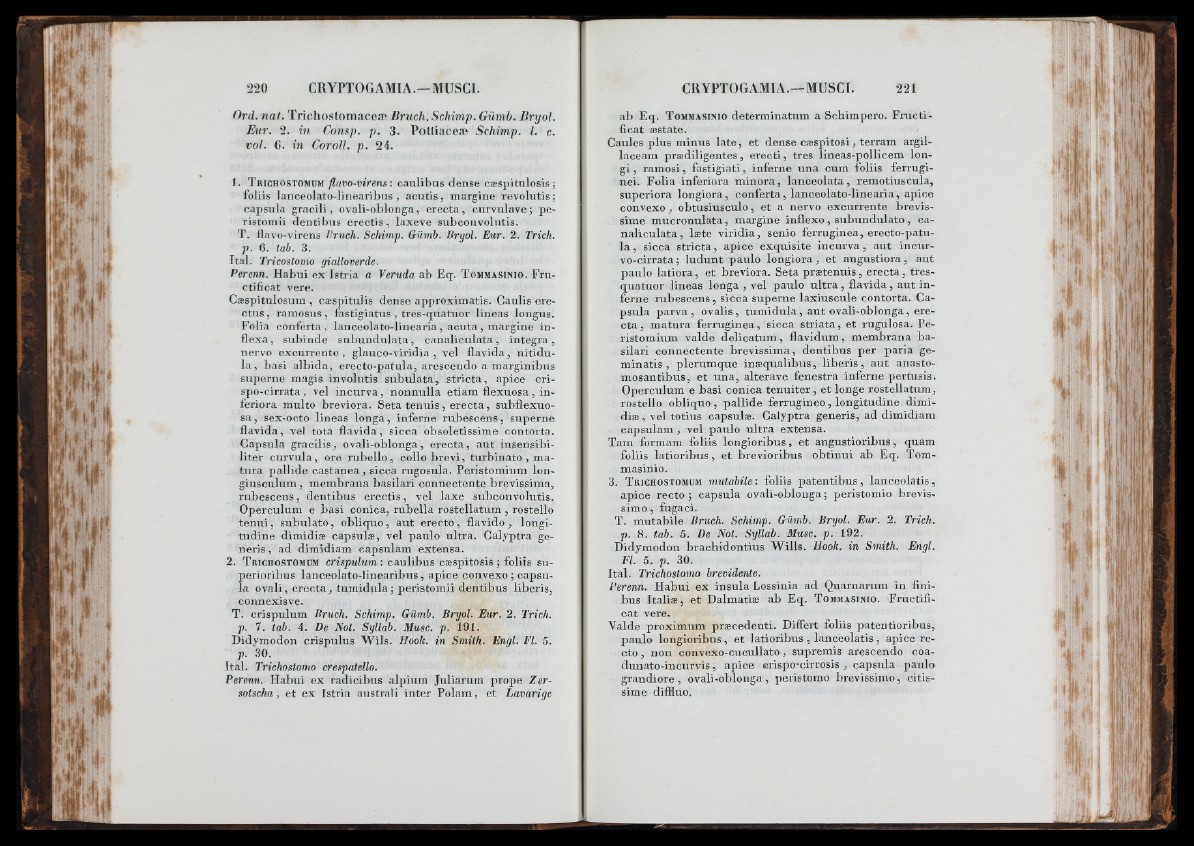 220 CRYPTOGAMIA.—MUSCI.
Ord. nat. Trichostomaceæ Bruch. Schimp. Gümb. Bryol.
Eur. 2. in Consp. p. 3. Pottiaceæ Schimp. l. c.
vol. 6. in Coroll. p. 24.
1. TRICHOSTOMUM flavo-virens: caulibus dense cæspitulosis;
foliis lanceolato-linearibus, acutis, margine revolutis;
capsula gracili, ovali-oblonga, erecta, curvulave; pe-
ristomii dentibus erectis, laxeve subconvolutis.
T. flavo-virens Bruch. Schimp. Gümb. Bryol. Eur. 2. Trich.
p. 6. tab. 3.
Ital. Tricostomo gialloverde.
Perenn. Habui ex Istria a Veruda ab Eq. TOMMASINIO. Fru-
ctificat vere.
Cæspitulosum, cæspitulis dense approximatis. Caulis ere-
ctus, ramosus, fastigiatus, tres-quatuor lineas longus.
Folia conferta, lanceolato-linearia, acuta, margine in-
flexa, subinde subundulata, canaliculata, integra,
nervo excurrente, glauco-viridia, vel flavida, nitidu-
la, basi albida, erecto-patula, arescendo a marginibus
superne magis involutis subulata, stricta, apice cri-
spo-cirrata, vel incurva, nonnulla etiam flexuosa, in-
feriora multo breviora. Seta tenuis, erecta, subflexuo-
sa, sex-octo lineas longa, inferne rubescens, superne
flavida, vel tota flavida, sicca obsoletissime contorta.
Capsula gracilis, ovali-oblonga, erecta, aut insensibi-
liter curvula, ore rubello, collo brevi, turbinato, ma-
tura pallide castanea, sicca rugosula. Peristomium lon-
giusculum, membrana basilari connectente brevissima,
rubescens, dentibus erectis, vel laxe subconvolutis.
Operculum e basi conica, rubella rostellatum, rostello
tenui, subulato, obliquo, aut erecto, flavido, longi-
tudine dimidiæ capsulæ, vel paulo ultra. Calyptra ge-
neris, ad dimidiam capsulam extensa.
2. TRICHOSTOMUM crispulum: caulibus cæspitosis; foliis su-
perioribus lanceolato-linearibus, apice convexo; capsu-
la ovali, erecta, tumidula; peristomii dentibus liberis,
connexisve.
T. crispulum Bruch. Schimp. Gümb. Bryol. Eur. 2. Trich.
p. 7. tab. 4. De Not. Syllab. Musc. p. 191.
Didymodon crispulus Wils. Hook. in Smith. Engl. Fl. 5.
p. 30.
Ital. Trichostomo crespatello.
Perenn. Habui ex radicibus alpium Juliarum prope Zer-
sotscha, et ex Istria australi inter Polam, et Lavarige
CRYPTOGAMIA.—MUSCI. 221
ab Eq. TOMMASINIO determinatum a Schimpero. Fructi-
ficat æstate.
Caules plus minus late, et dense cæspitosi, terram argil-
laceam prædiligentes, erecti, tres lineas-pollicem lon-
gi, ramosi, fastigiati, inferne una cum foliis ferrugi-
nei. Folia inferiora minora, lanceolata, remotiuscula,
superiora longiora, conferta, lanceolato-linearia, apice
convexo, obtusiusculo, et a nervo excurrente brevis-
sime mucronulata, margine inflexo, subundulato, ca-
naliculata, læte viridia, senio ferruginea, erecto-patu-
la, sicca stricta, apice exquisite incurva, aut incur-
vo-cirrata; ludunt paulo longiora, et angustiora, aut
paulo latiora, et breviora. Seta prætenuis, erecta, tres-
quatuor lineas longa, vel paulo ultra, flavida, aut in-
ferne rubescens, sicca superne laxiuscule contorta. Ca-
psula parva, ovalis, tumidula, aut ovali-oblonga, ere-
cta, matura ferruginea, sicca striata, et rugulosa. Pe-
ristomium valde delicatum, flavidum, membrana ba-
silari connectente brevissima, dentibus per paria ge-
minatis, plerumque inæqualibus, liberis, aut anasto-
mosantibus, et una, alterave fenestra inferne pertusis.
Operculum e basi conica tenuiter, et longe rostellatum,
rostello obliquo, pallide ferrugineo, longitudine dimi-
diæ, vel totius capsulæ. Calyptra generis, ad dimidiam
capsulam, vel paulo ultra extensa.
Tam formam foliis longioribus, et angustioribus, quam
foliis latioribus, et brevioribus obtinui ab Eq. Tom-
masinio.
3. TRICHOSTOMUM mutabile: foliis patentibus, lanceolatis,
apice recto; capsula ovali-oblonga; peristomio brevis-
simo, fugaci.
T. mutabile Bruch. Schimp. Gümb. Bryol. Eur. 2. Trich.
p. 8. tab. 5. De Not. Syllab. Musc. p. 192.
Didymodon brachidontius Wills. Hook. in Smith. Engl.
Fl. 5. p. 30.
Ital. Trichostomo brevidente.
Perenn. Habui ex insula Lossinia ad Quarnarum in fini-
bus Italiæ, et Dalmatiæ ab Eq. TOMMASINIO. Fructifi-
cat vere.
Valde proximum præcedenti. Differt foliis patentioribus,
paulo longioribus, et latioribus, lanceolatis, apice re-
cto, non convexo-cucullato, supremis arescendo coa-
dunato-incurvis, apice crispo-cirrosis, capsula paulo
grandiore, ovali-oblonga, peristomo brevissimo, citis-
sime diffluo.